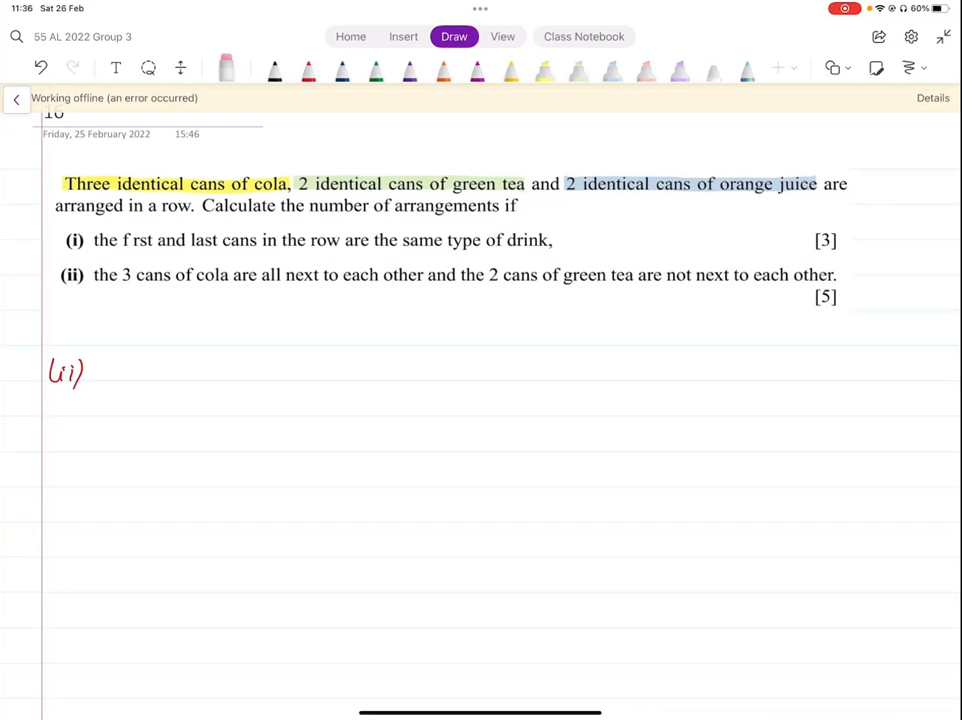 11:36 Sat 26 Feb
60%
55 AL 2022 Group 3
Home Insert Draw View Class Notebook
Working offline (an error occurred)
Details
16
Friday, 25 February 2022 15:46
Three identical cans of cola, 2 identical cans of green tea and 2 identical cans of orange juice are
arranged in a row. Calculate the number of arrangements if
(i) the f rst and last cans in the row are the same type of drink, [3]
(ii) the 3 cans of cola are all next to each other and the 2 cans of green tea are not next to each other.
[5]
(ii)